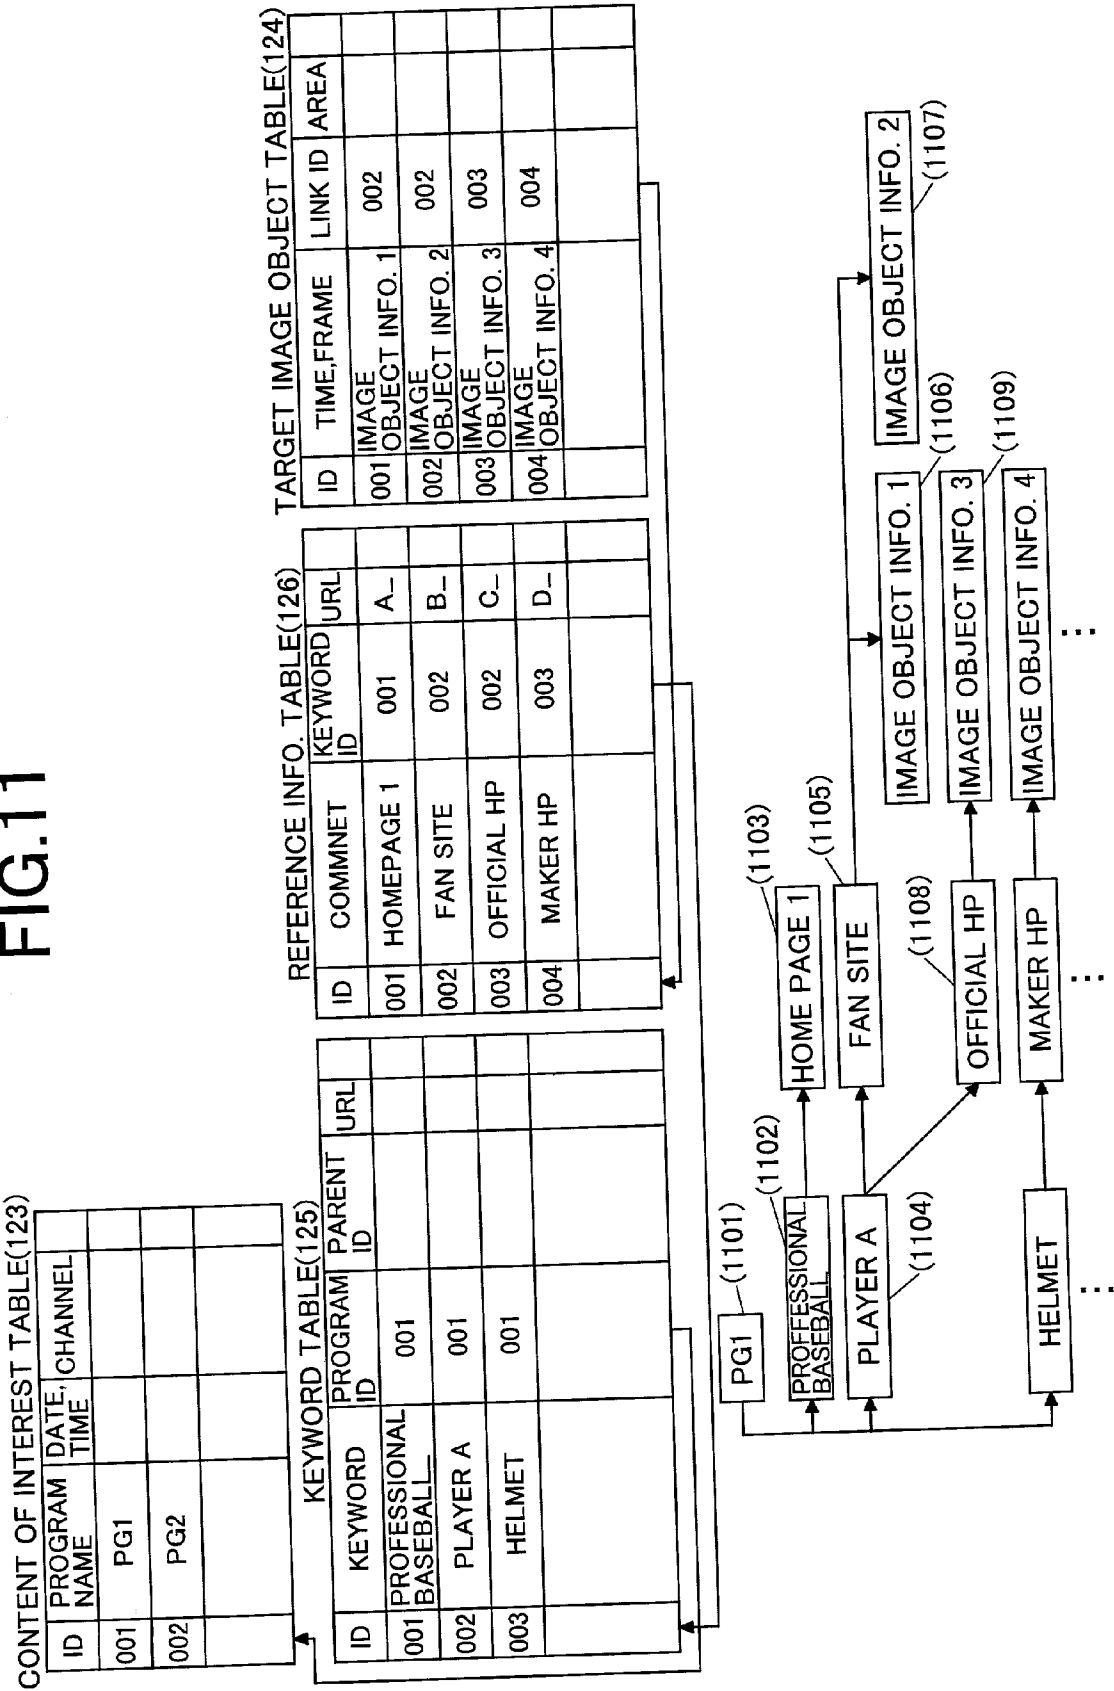 FIG.11
CONTENT OF INTEREST TABLE(123)
ID PROGRAM NAME DATE, TIME CHANNEL
001 PG1
002 PG2
KEYWORD TABLE(125)
ID KEYWORD PROGRAM ID PARENT ID URL
001 PROFESSIONAL BASEBALL_ 001
002 PLAYER A 001
003 HELMET 001
REFERENCE INFO. TABLE(126)
ID COMMNET KEYWORD ID URL
001 HOMEPAGE 1 001 A_
002 FAN SITE 002 B_
003 OFFICIAL HP 002 C_
004 MAKER HP 003 D_
TARGET IMAGE OBJECT TABLE(124)
ID TIME,FRAME LINK ID AREA
001 IMAGE OBJECT INFO. 1 002
002 IMAGE OBJECT INFO. 2 002
003 IMAGE OBJECT INFO. 3 003
004 IMAGE OBJECT INFO. 4 004
PG1
(1101)
PROFFESSIONAL
BASEBALL
(1102)
HOME PAGE 1
(1103)
PLAYER A
(1104)
FAN SITE
(1105)
IMAGE OBJECT INFO. 1
(1106)
IMAGE OBJECT INFO. 2
(1107)
OFFICIAL HP
(1108)
IMAGE OBJECT INFO. 3
(1109)
HELMET
MAKER HP
IMAGE OBJECT INFO. 4
...
...
...